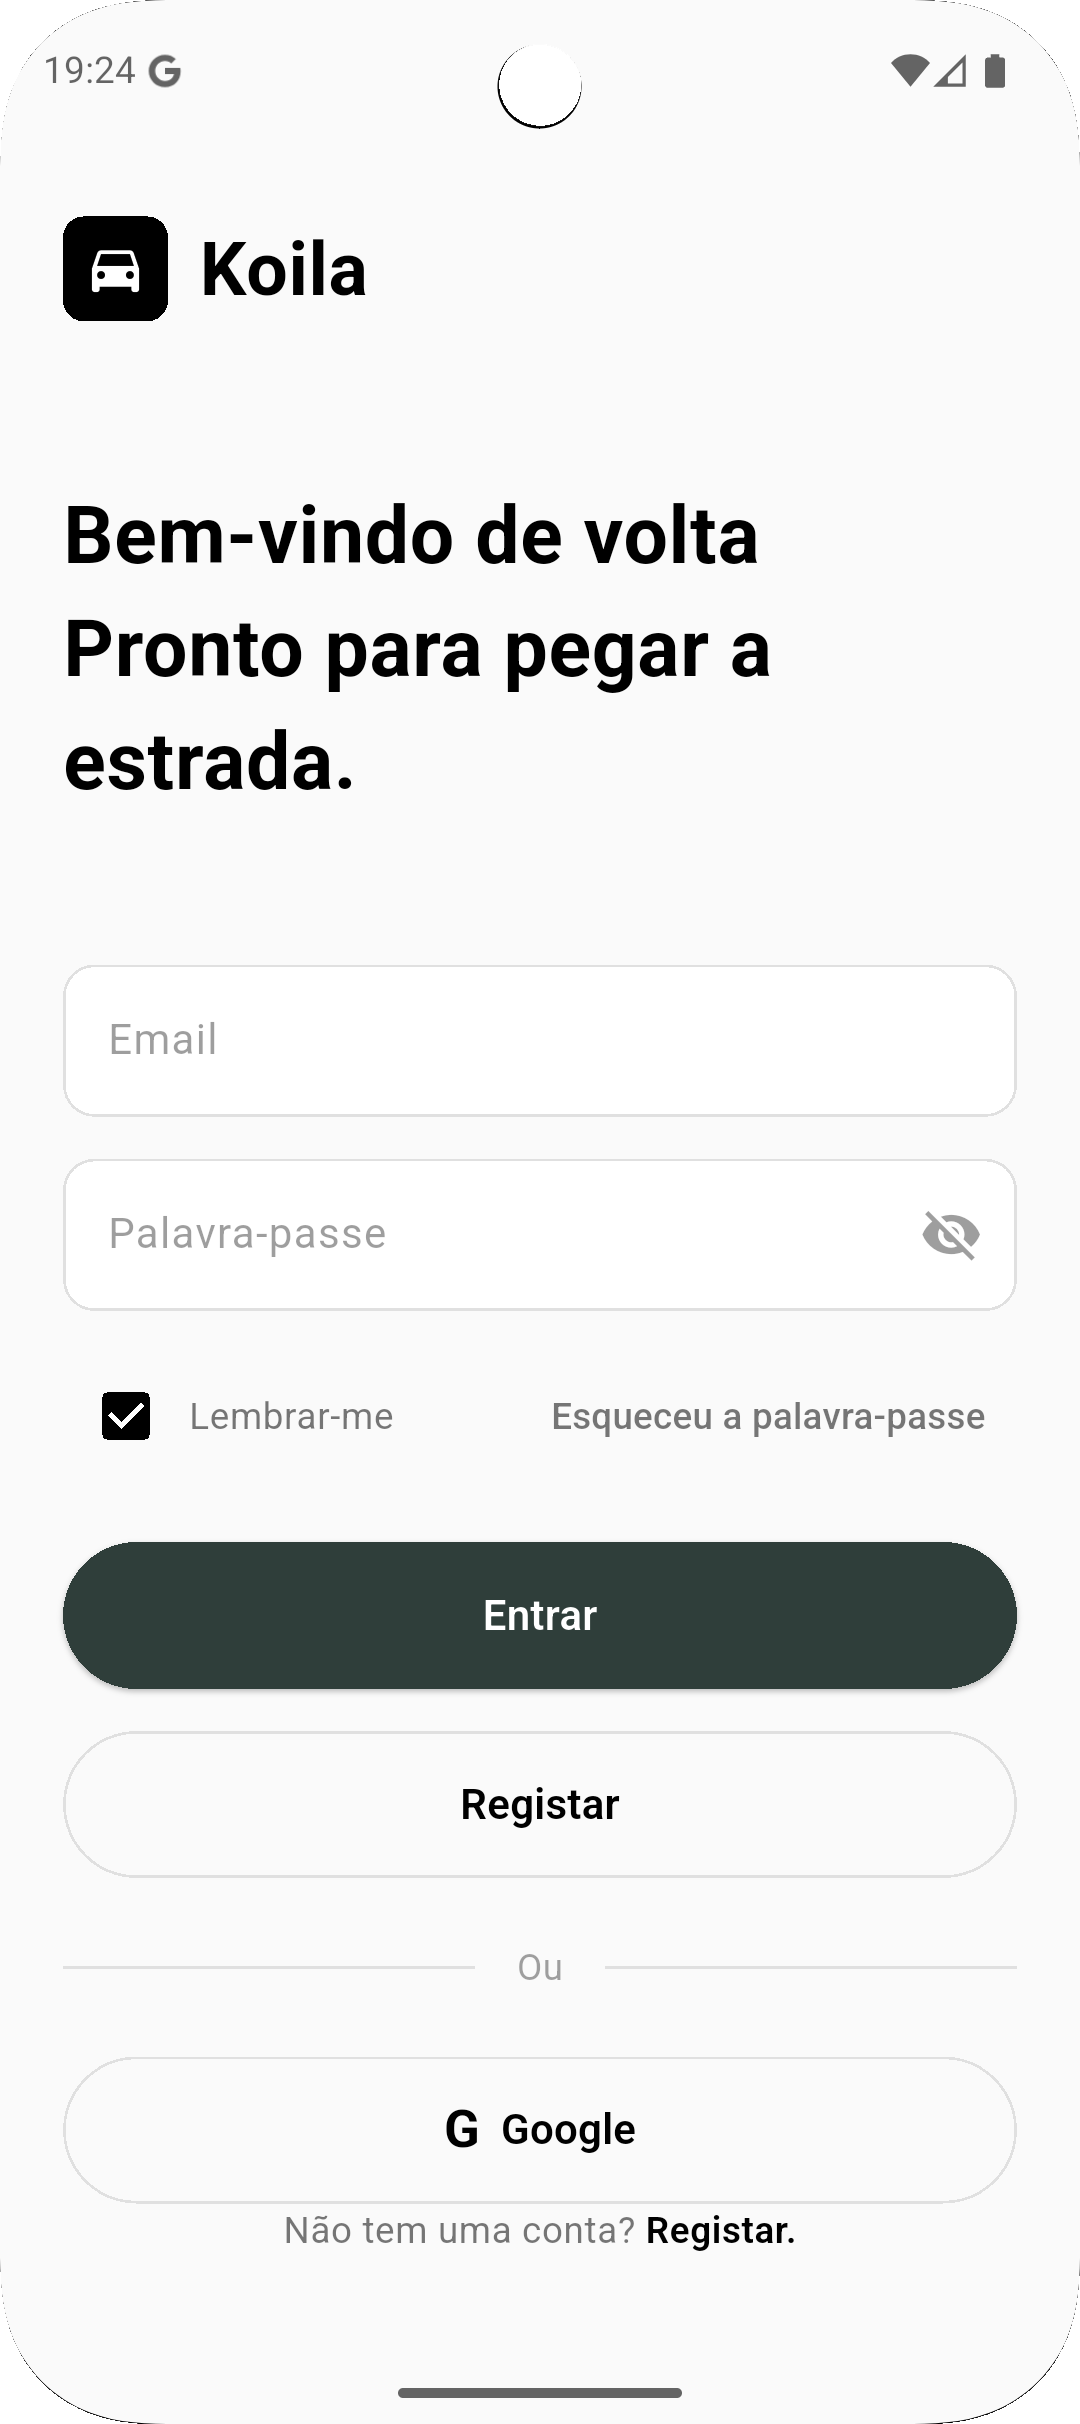 19:24 G
Koila
Bem-vindo de volta
Pronto para pegar a
estrada.
Email
Palavra-passe
Lembrar-me
Esqueceu a palavra-passe
Entrar
Registar
Ou
G Google
Não tem uma conta? Registar.